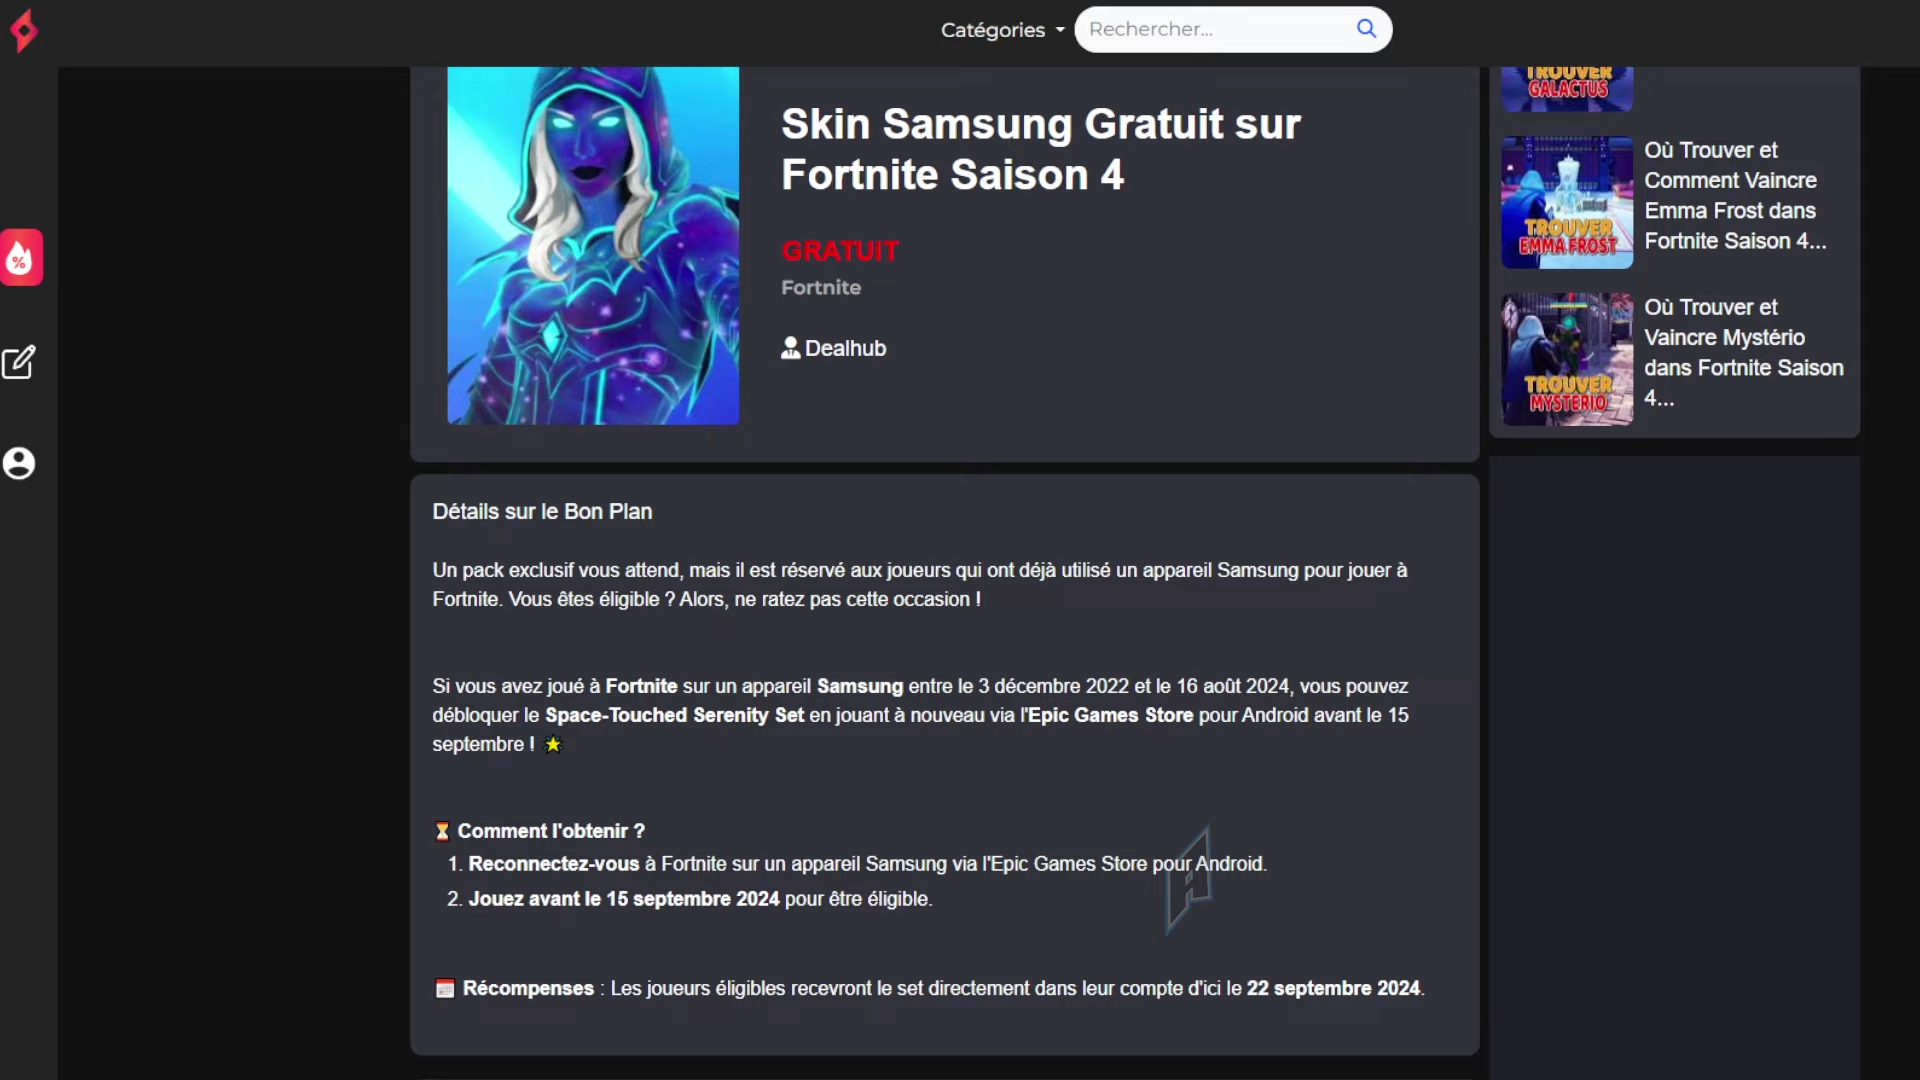 Catégories
Rechercher...
Skin Samsung Gratuit sur
Fortnite Saison 4
GRATUIT
Fortnite
Dealhub
TROUVER
GALACTUS
Où Trouver et
Comment Vaincre
Emma Frost dans
Fortnite Saison 4...
TROUVER
EMMA FROST
Où Trouver et
Vaincre Mystério
dans Fortnite Saison
4...
TROUVER
MYSTERIO
Détails sur le Bon Plan
Un pack exclusif vous attend, mais il est réservé aux joueurs qui ont déjà utilisé un appareil Samsung pour jouer à
Fortnite. Vous êtes éligible ? Alors, ne ratez pas cette occasion !
Si vous avez joué à Fortnite sur un appareil Samsung entre le 3 décembre 2022 et le 16 août 2024, vous pouvez
débloquer le Space-Touched Serenity Set en jouant à nouveau via l'Epic Games Store pour Android avant le 15
septembre ! 🌟
⏳ Comment l'obtenir ?
1. Reconnectez-vous à Fortnite sur un appareil Samsung via l'Epic Games Store pour Android.
2. Jouez avant le 15 septembre 2024 pour être éligible.
📅 Récompenses : Les joueurs éligibles recevront le set directement dans leur compte d'ici le 22 septembre 2024.